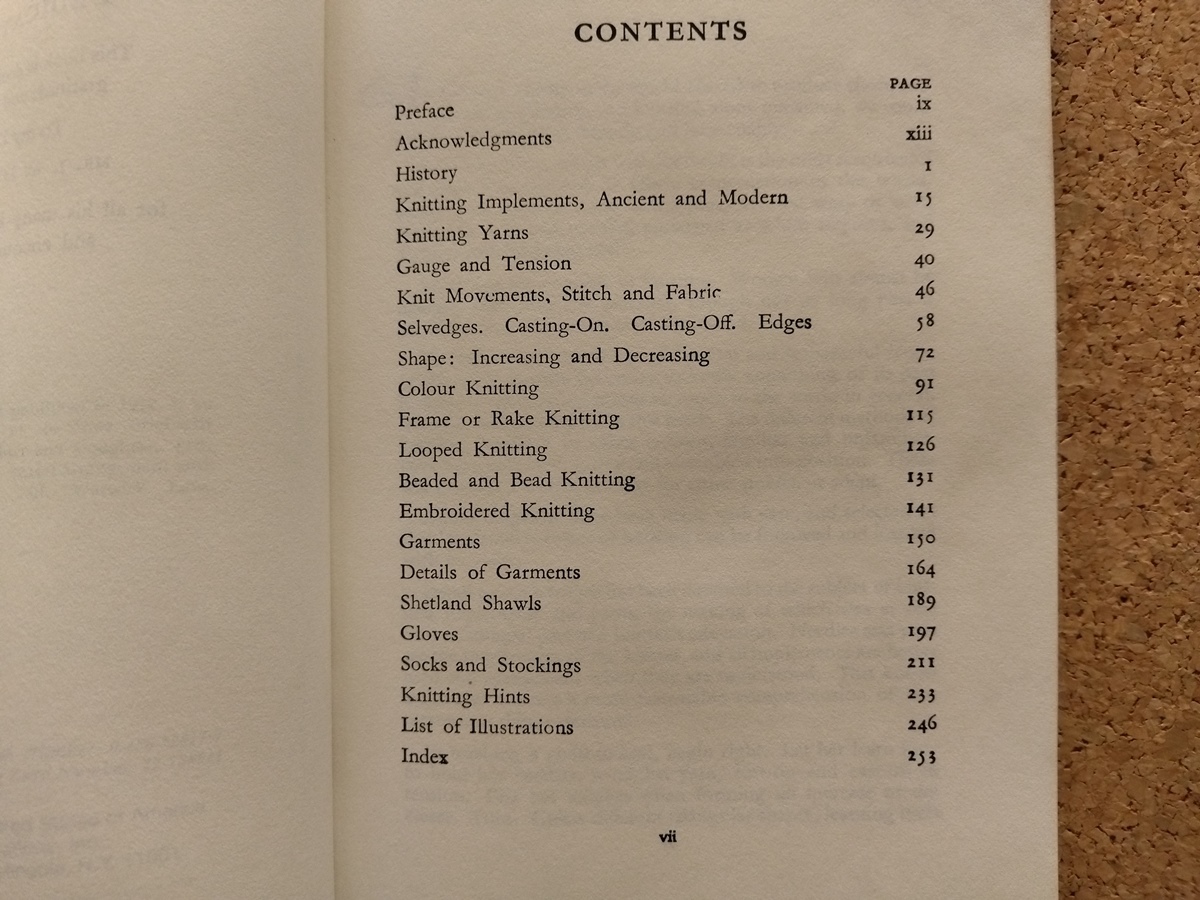 CONTENTS
PAGE
Preface ix
Acknowledgments xiii
History 1
Knitting Implements, Ancient and Modern 15
Knitting Yarns 29
Gauge and Tension 40
Knit Movements, Stitch and Fabric 46
Selvedges. Casting-On. Casting-Off. Edges 58
Shape: Increasing and Decreasing 72
Colour Knitting 91
Frame or Rake Knitting 115
Looped Knitting 126
Beaded and Bead Knitting 131
Embroidered Knitting 141
Garments 150
Details of Garments 164
Shetland Shawls 189
Gloves 197
Socks and Stockings 211
Knitting Hints 233
List of Illustrations 246
Index 253
vii